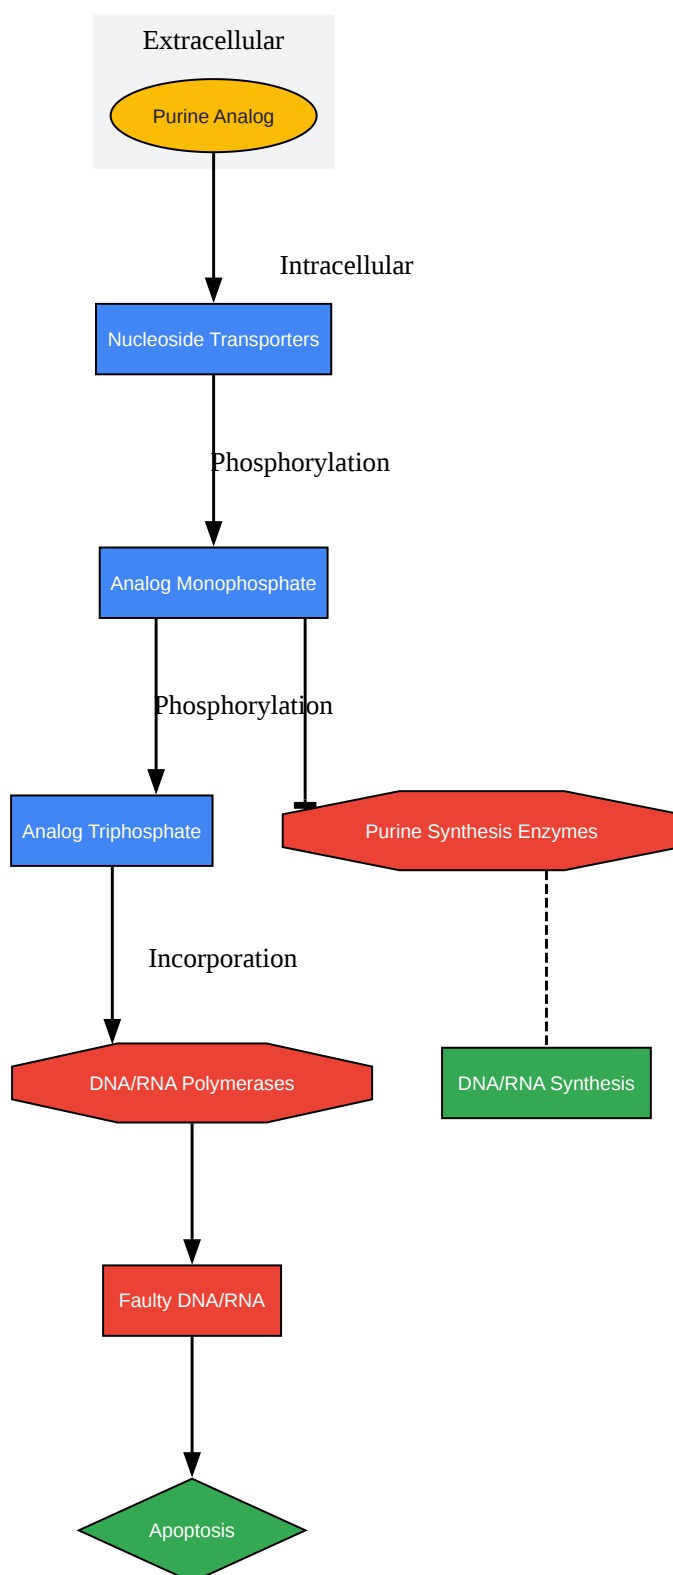 Extracellular
Purine Analog
Intracellular
Nucleoside Transporters
Phosphorylation
Analog Monophosphate
Phosphorylation
Analog Triphosphate
Purine Synthesis Enzymes
Incorporation
DNA/RNA Polymerases
DNA/RNA Synthesis
Faulty DNA/RNA
Apoptosis